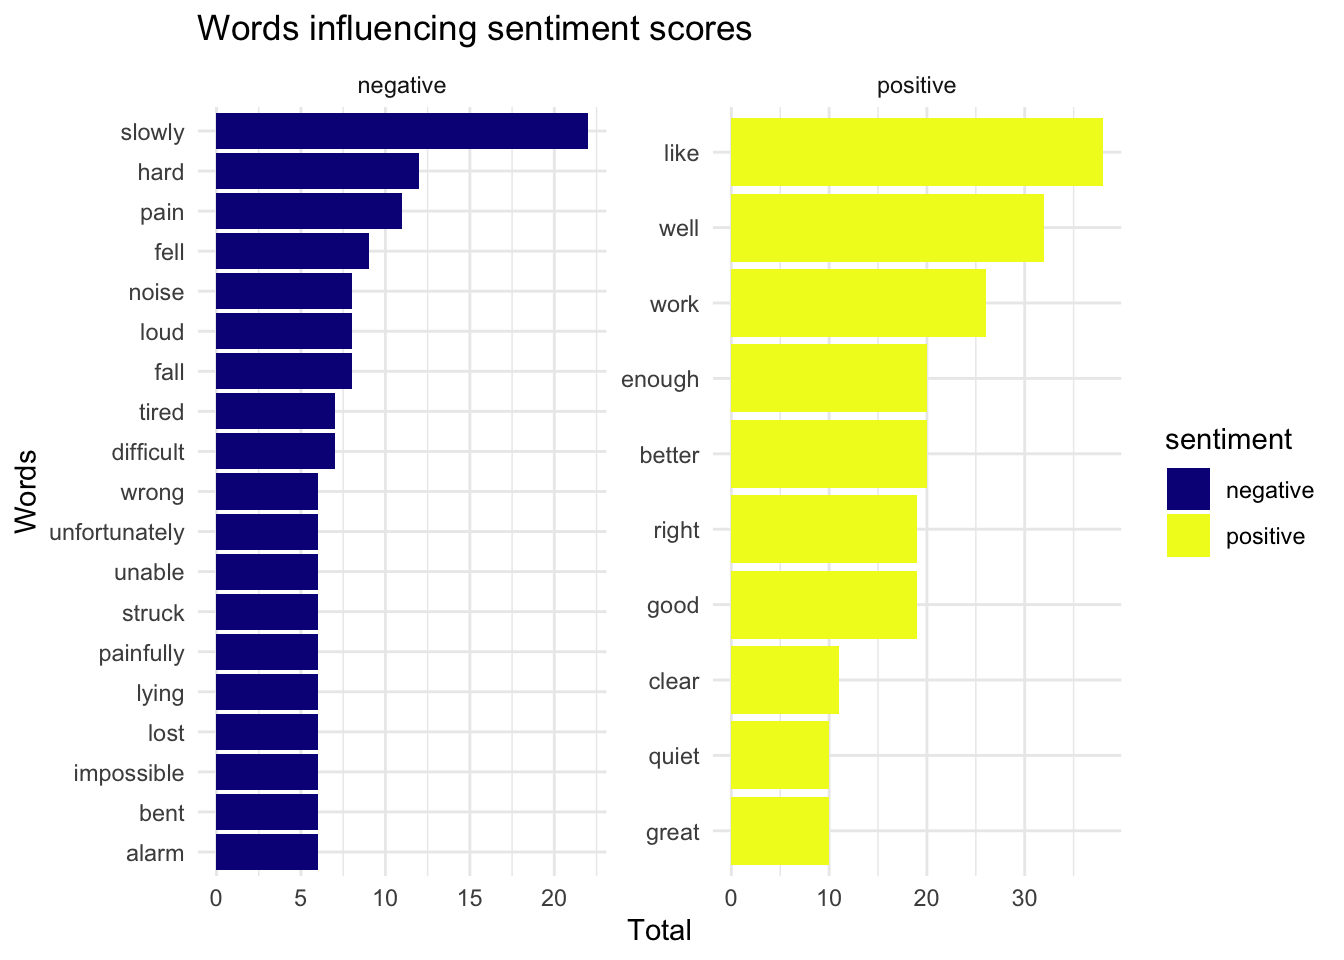 Words influencing sentiment scores
negative
positive
Words
slowly
hard
pain
fell
noise
loud
fall
tired
difficult
wrong
unfortunately
unable
struck
painfully
lying
lost
impossible
bent
alarm
0 5 10 15 20
like
well
work
enough
better
right
good
clear
quiet
great
0 10 20 30
Total
sentiment
negative
positive